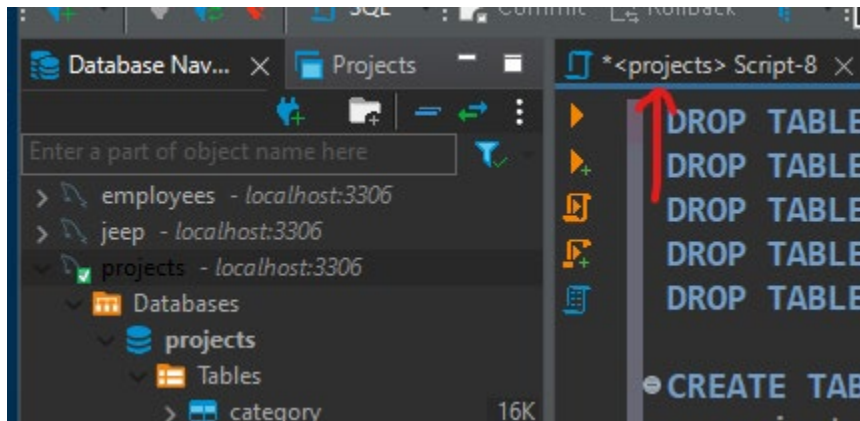 SQL Commit Rollback
Database Nav... Projects
*<projects> Script-8
Enter a part of object name here
employees - localhost:3306
jeep - localhost:3306
projects - localhost:3306
Databases
projects
Tables
category 16K
DROP TABLE
DROP TABLE
DROP TABLE
DROP TABLE
DROP TABLE
CREATE TAB